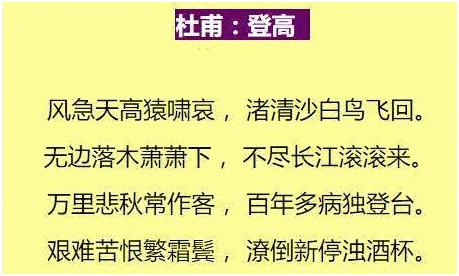 杜甫：登高
风急天高猿啸哀，渚清沙白鸟飞回。
无边落木萧萧下，不尽长江滚滚来。
万里悲秋常作客，百年多病独登台。
艰难苦恨繁霜鬓，潦倒新停浊酒杯。